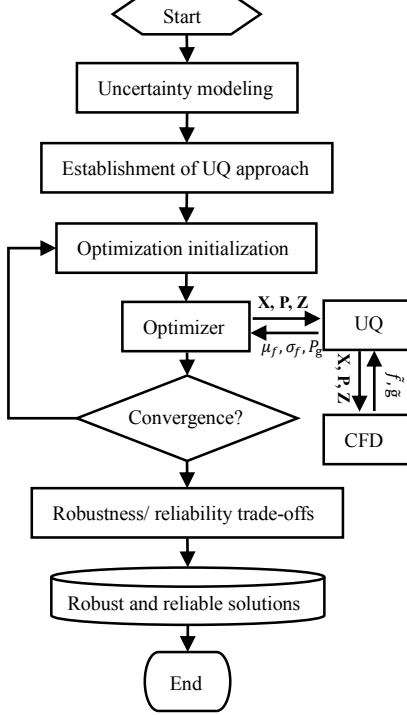 Start
Uncertainty modeling
Establishment of UQ approach
Optimization initialization
Optimizer
X, P, Z
μ_f, σ_f, P_g
UQ
X, P, Z
f̃, g̃
CFD
Convergence?
Robustness/ reliability trade-offs
Robust and reliable solutions
End